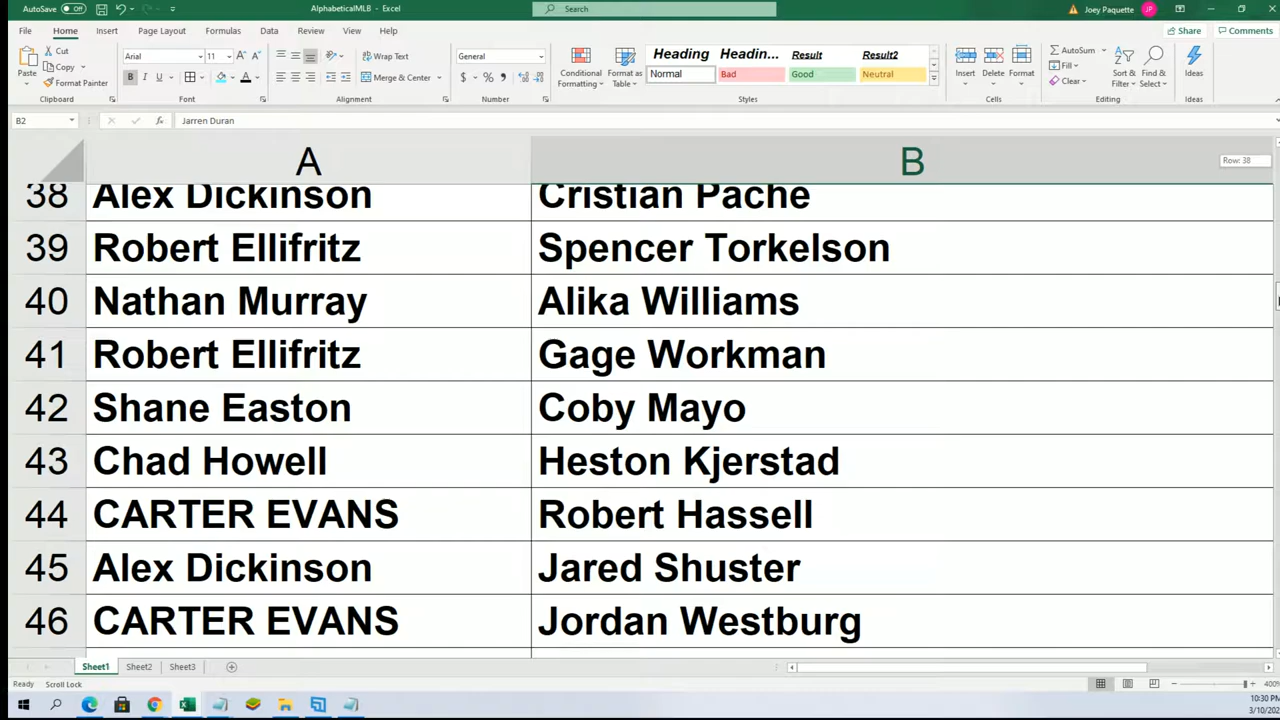 AutoSave Off AlphabeticalMLB - Excel Search Joey Paquette JP
File Home Insert Page Layout Formulas Data Review View Help Share Comments
Paste Cut Copy Format Painter Clipboard
Arial 11 B I U A Font
Wrap Text Merge & Center Alignment
General $ % Number
Conditional Formatting Format as Table
Heading Headin... Result Result2
Normal Bad Good Neutral
Styles
Insert Delete Format Cells
AutoSum Fill Clear Sort & Filter Find & Select Editing
Ideas Ideas
B2 fx Jarren Duran
A B Row: 38
38 Alex Dickinson Cristian Pache
39 Robert Ellifritz Spencer Torkelson
40 Nathan Murray Alika Williams
41 Robert Ellifritz Gage Workman
42 Shane Easton Coby Mayo
43 Chad Howell Heston Kjerstad
44 CARTER EVANS Robert Hassell
45 Alex Dickinson Jared Shuster
46 CARTER EVANS Jordan Westburg
Sheet1 Sheet2 Sheet3
Ready Scroll Lock 400%
10:30 PM